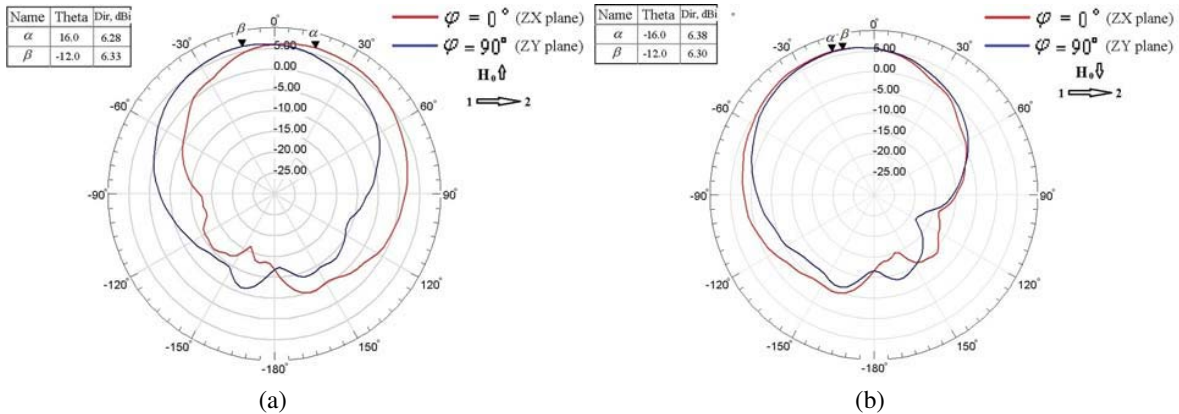 Name Theta Dir, dBi
α 16.0 6.28
β -12.0 6.33
φ = 0° (ZX plane)
φ = 90° (ZY plane)
H₀⇧
1 ⇨ 2
β α
0°
-30° 30°
-60° 60°
-90° 90°
-120° 120°
-150° 150°
-180°
5.00
0.00
-5.00
-10.00
-15.00
-20.00
-25.00
(a)
Name Theta Dir, dBi
α -16.0 6.38
β -12.0 6.30
φ = 0° (ZX plane)
φ = 90° (ZY plane)
H₀⇩
1 ⇨ 2
α β
0°
-30° 30°
-60° 60°
-90° 90°
-120° 120°
-150° 150°
-180°
5.00
0.00
-5.00
-10.00
-15.00
-20.00
-25.00
(b)